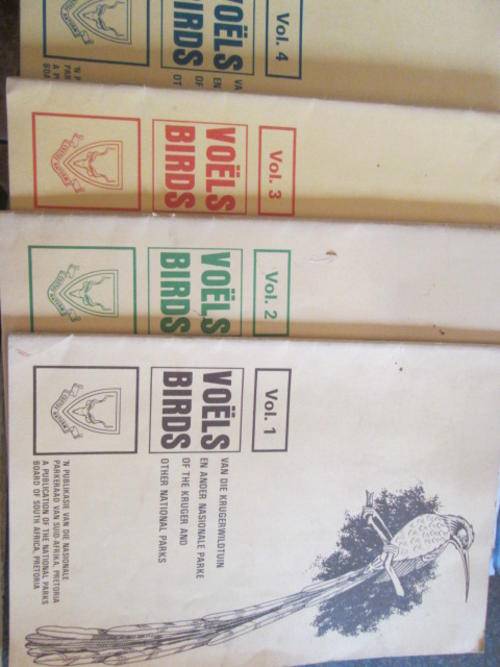 Vol. 4
VOËLS
BIRDS
Vol. 3
VOËLS
BIRDS
Vol. 2
VOËLS
BIRDS
Vol. 1
VOËLS
BIRDS
VAN DIE KRUGERWILDTUIN
EN ANDER NASIONALE PARKE
OF THE KRUGER AND
OTHER NATIONAL PARKS
'N PUBLIKASIE VAN DIE NASIONALE
PARKERAAD VAN SUID-AFRIKA, PRETORIA
A PUBLICATION OF THE NATIONAL PARKS
BOARD OF SOUTH AFRICA, PRETORIA